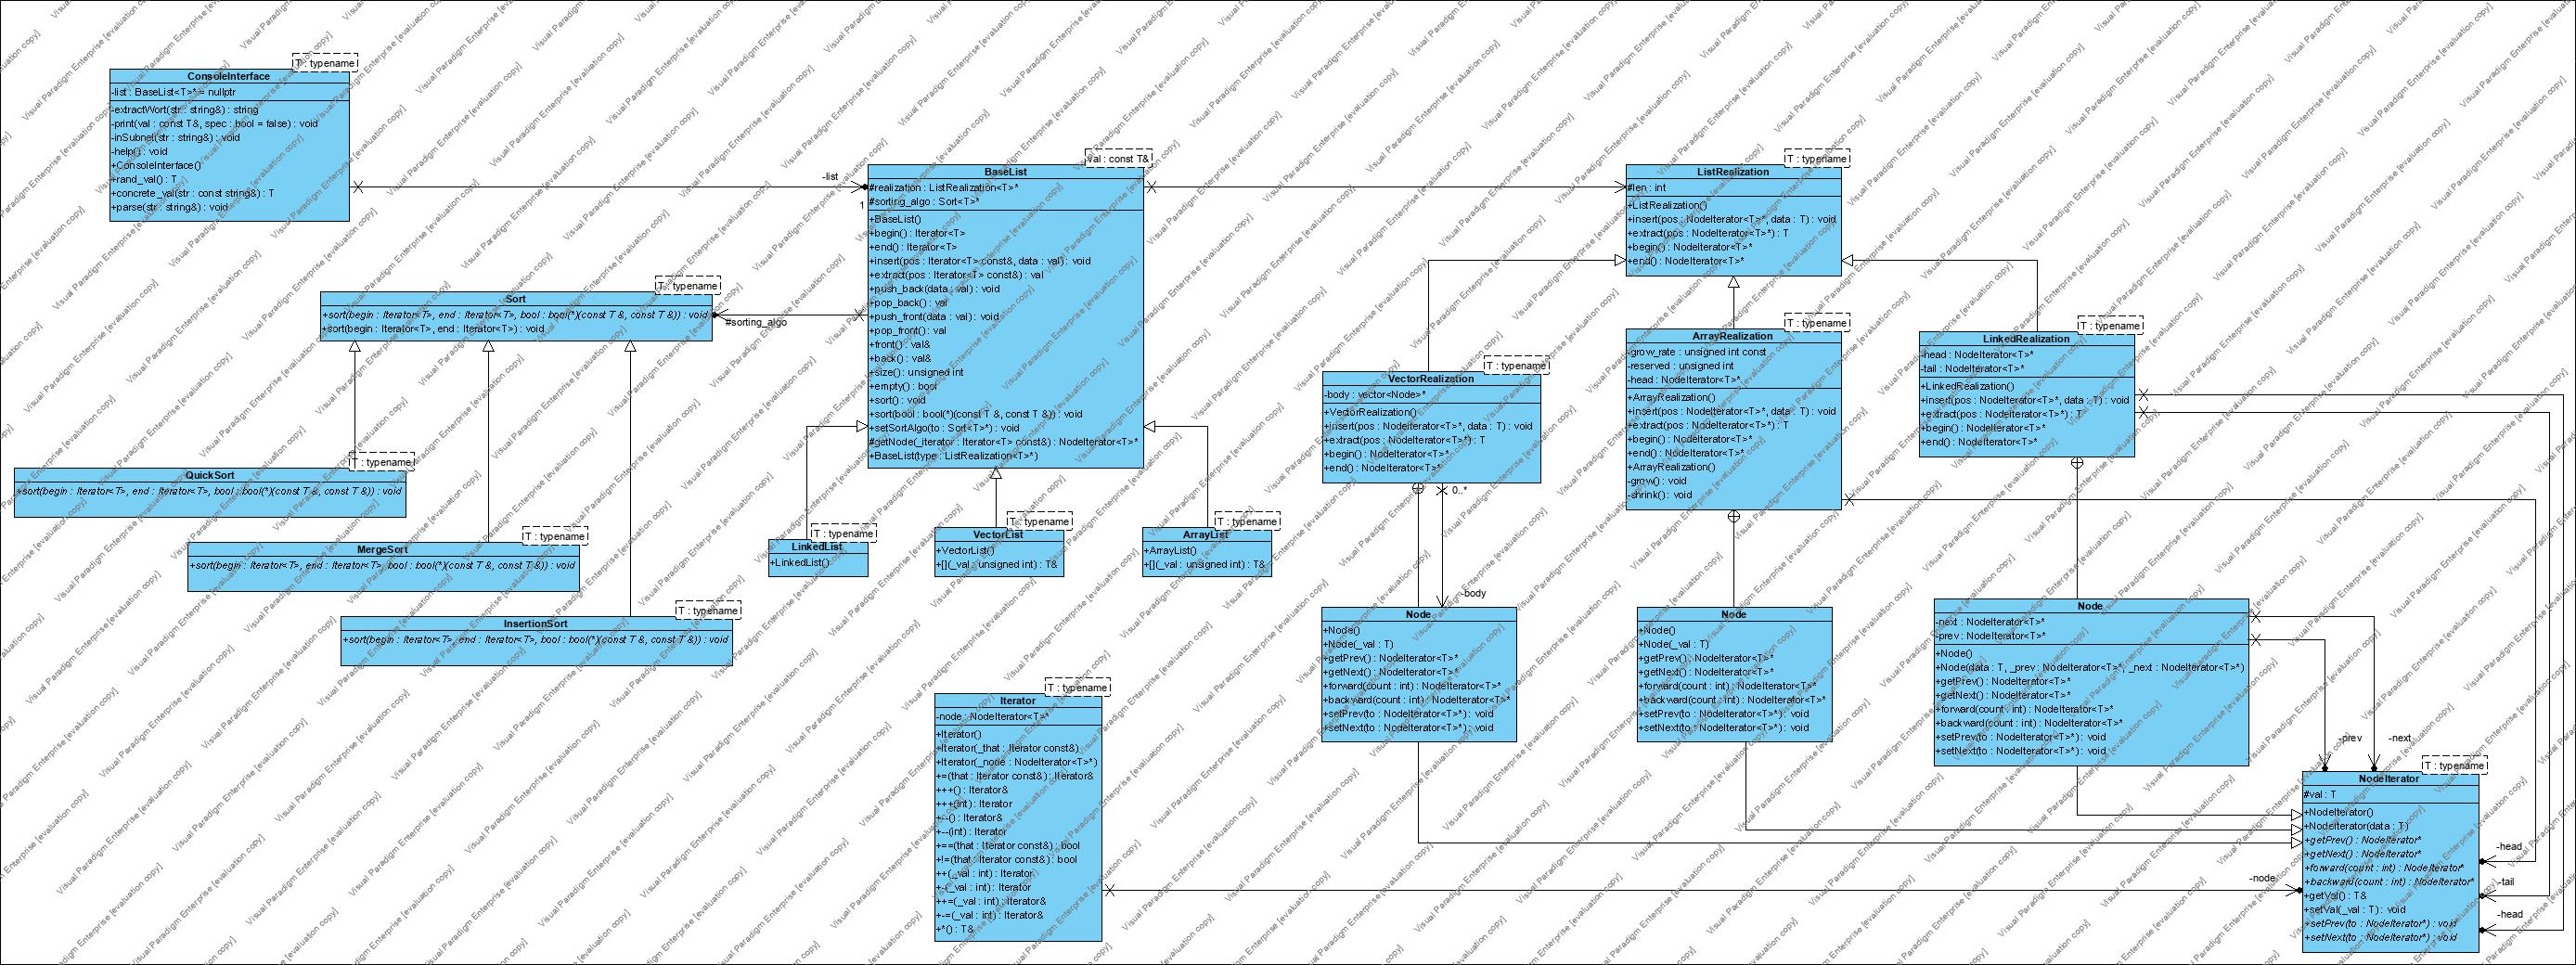 T : typename
ConsoleInterface
-list : BaseList<T>* = nullptr
-extractWort(str : string&) : string
-print(val : const T&, spec : bool = false) : void
-inSubnet(str : string&) : void
-help() : void
+ConsoleInterface()
+rand_val() : T
+concrete_val(str : const string&) : T
+parse(str : string&) : void
-list
1
val : const T&
BaseList
#realization : ListRealization<T>*
#sorting_algo : Sort<T>*
+BaseList()
+begin() : Iterator<T>
+end() : Iterator<T>
+insert(pos : Iterator<T> const&, data : val) : void
+extract(pos : Iterator<T> const&) : val
+push_back(data : val) : void
+pop_back() : val
+push_front(data : val) : void
+pop_front() : val
+front() : val&
+back() : val&
+size() : unsigned int
+empty() : bool
+sort() : void
+sort(bool : bool(*)(const T &, const T &)) : void
+setSortAlgo(to : Sort<T>*) : void
#getNode(_iterator : Iterator<T> const&) : NodeIterator<T>*
+BaseList(type : ListRealization<T>*)
T : typename
ListRealization
#len : int
+ListRealization()
+insert(pos : NodeIterator<T>*, data : T) : void
+extract(pos : NodeIterator<T>*) : T
+begin() : NodeIterator<T>*
+end() : NodeIterator<T>*
T : typename
Sort
+sort(begin : Iterator<T>, end : Iterator<T>, bool : bool(*)(const T &, const T &)) : void
+sort(begin : Iterator<T>, end : Iterator<T>) : void
#sorting_algo
T : typename
QuickSort
+sort(begin : Iterator<T>, end : Iterator<T>, bool : bool(*)(const T &, const T &)) : void
T : typename
MergeSort
+sort(begin : Iterator<T>, end : Iterator<T>, bool : bool(*)(const T &, const T &)) : void
T : typename
InsertionSort
+sort(begin : Iterator<T>, end : Iterator<T>, bool : bool(*)(const T &, const T &)) : void
T : typename
LinkedList
+LinkedList()
T : typename
VectorList
+VectorList()
+[](_val : unsigned int) : T&
T : typename
ArrayList
+ArrayList()
+[](_val : unsigned int) : T&
T : typename
VectorRealization
-body : vector<Node>*
+VectorRealization()
+insert(pos : NodeIterator<T>*, data : T) : void
+extract(pos : NodeIterator<T>*) : T
+begin() : NodeIterator<T>*
+end() : NodeIterator<T>*
0..*
-body
T : typename
ArrayRealization
-grow_rate : unsigned int const
-reserved : unsigned int
-head : NodeIterator<T>*
+ArrayRealization()
+insert(pos : NodeIterator<T>*, data : T) : void
+extract(pos : NodeIterator<T>*) : T
+begin() : NodeIterator<T>*
+end() : NodeIterator<T>*
+ArrayRealization()
-grow() : void
-shrink() : void
T : typename
LinkedRealization
-head : NodeIterator<T>*
-tail : NodeIterator<T>*
+LinkedRealization()
+insert(pos : NodeIterator<T>*, data : T) : void
+extract(pos : NodeIterator<T>*) : T
+begin() : NodeIterator<T>*
+end() : NodeIterator<T>*
Node
+Node()
+Node(_val : T)
+getPrev() : NodeIterator<T>*
+getNext() : NodeIterator<T>*
+forward(count : int) : NodeIterator<T>*
+backward(count : int) : NodeIterator<T>*
+setPrev(to : NodeIterator<T>*) : void
+setNext(to : NodeIterator<T>*) : void
Node
+Node()
+Node(_val : T)
+getPrev() : NodeIterator<T>*
+getNext() : NodeIterator<T>*
+forward(count : int) : NodeIterator<T>*
+backward(count : int) : NodeIterator<T>*
+setPrev(to : NodeIterator<T>*) : void
+setNext(to : NodeIterator<T>*) : void
Node
-next : NodeIterator<T>*
-prev : NodeIterator<T>*
+Node()
+Node(data : T, _prev : NodeIterator<T>*, _next : NodeIterator<T>*)
+getPrev() : NodeIterator<T>*
+getNext() : NodeIterator<T>*
+forward(count : int) : NodeIterator<T>*
+backward(count : int) : NodeIterator<T>*
+setPrev(to : NodeIterator<T>*) : void
+setNext(to : NodeIterator<T>*) : void
T : typename
Iterator
-node : NodeIterator<T>*
+Iterator()
+Iterator(_that : Iterator const&)
+Iterator(_node : NodeIterator<T>*)
+=(that : Iterator const&) : Iterator&
+++() : Iterator&
+++(int) : Iterator
+--() : Iterator&
+--(int) : Iterator
+==(that : Iterator const&) : bool
+!=(that : Iterator const&) : bool
++(_val : int) : Iterator
+-(_val : int) : Iterator
++=(_val : int) : Iterator&
+-=(_val : int) : Iterator&
+*() : T&
-node
-prev
-next
T : typename
NodeIterator
#val : T
+NodeIterator()
+NodeIterator(data : T)
+getPrev() : NodeIterator*
+getNext() : NodeIterator*
+forward(count : int) : NodeIterator*
+backward(count : int) : NodeIterator*
+getVal() : T&
+setVal(_val : T) : void
+setPrev(to : NodeIterator*) : void
+setNext(to : NodeIterator*) : void
-head
-tail
-head
Visual Paradigm Enterprise [evaluation copy]